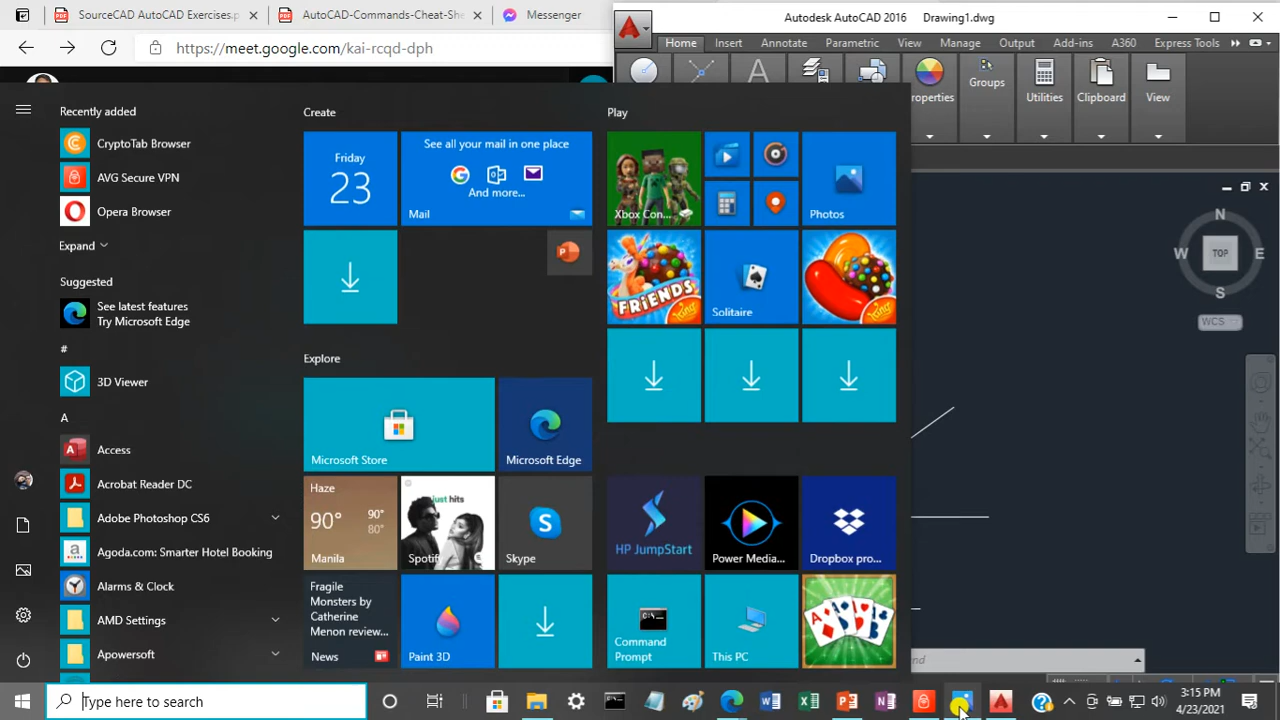 SourceCAD AutoCAD Exercises.pdf
AutoCAD-Commands-Cheat-She
Messenger
https://meet.google.com/kai-rcqd-dph
Autodesk AutoCAD 2016 Drawing1.dwg
Home Insert Annotate Parametric View Manage Output Add-ins A360 Express Tools
roperties
Groups
Utilities
Clipboard
View
Recently added
CryptoTab Browser
AVG Secure VPN
Opera Browser
Expand
Suggested
See latest features
Try Microsoft Edge
#
3D Viewer
A
Access
Acrobat Reader DC
Adobe Photoshop CS6
Agoda.com: Smarter Hotel Booking
Alarms & Clock
AMD Settings
Apowersoft
Create
Friday
23
See all your mail in one place
And more...
Mail
Explore
Microsoft Store
Microsoft Edge
Haze
90°
90°
80°
Manila
just hits
Spotify
Skype
Fragile
Monsters by
Catherine
Menon review...
News
Paint 3D
Play
Xbox Con...
Photos
FRIENDS
King
Solitaire
King
HP JumpStart
Power Media...
Dropbox pro...
Command
Prompt
This PC
A
N
W
TOP
E
S
WCS
nd
Type here to search
3:15 PM
4/23/2021